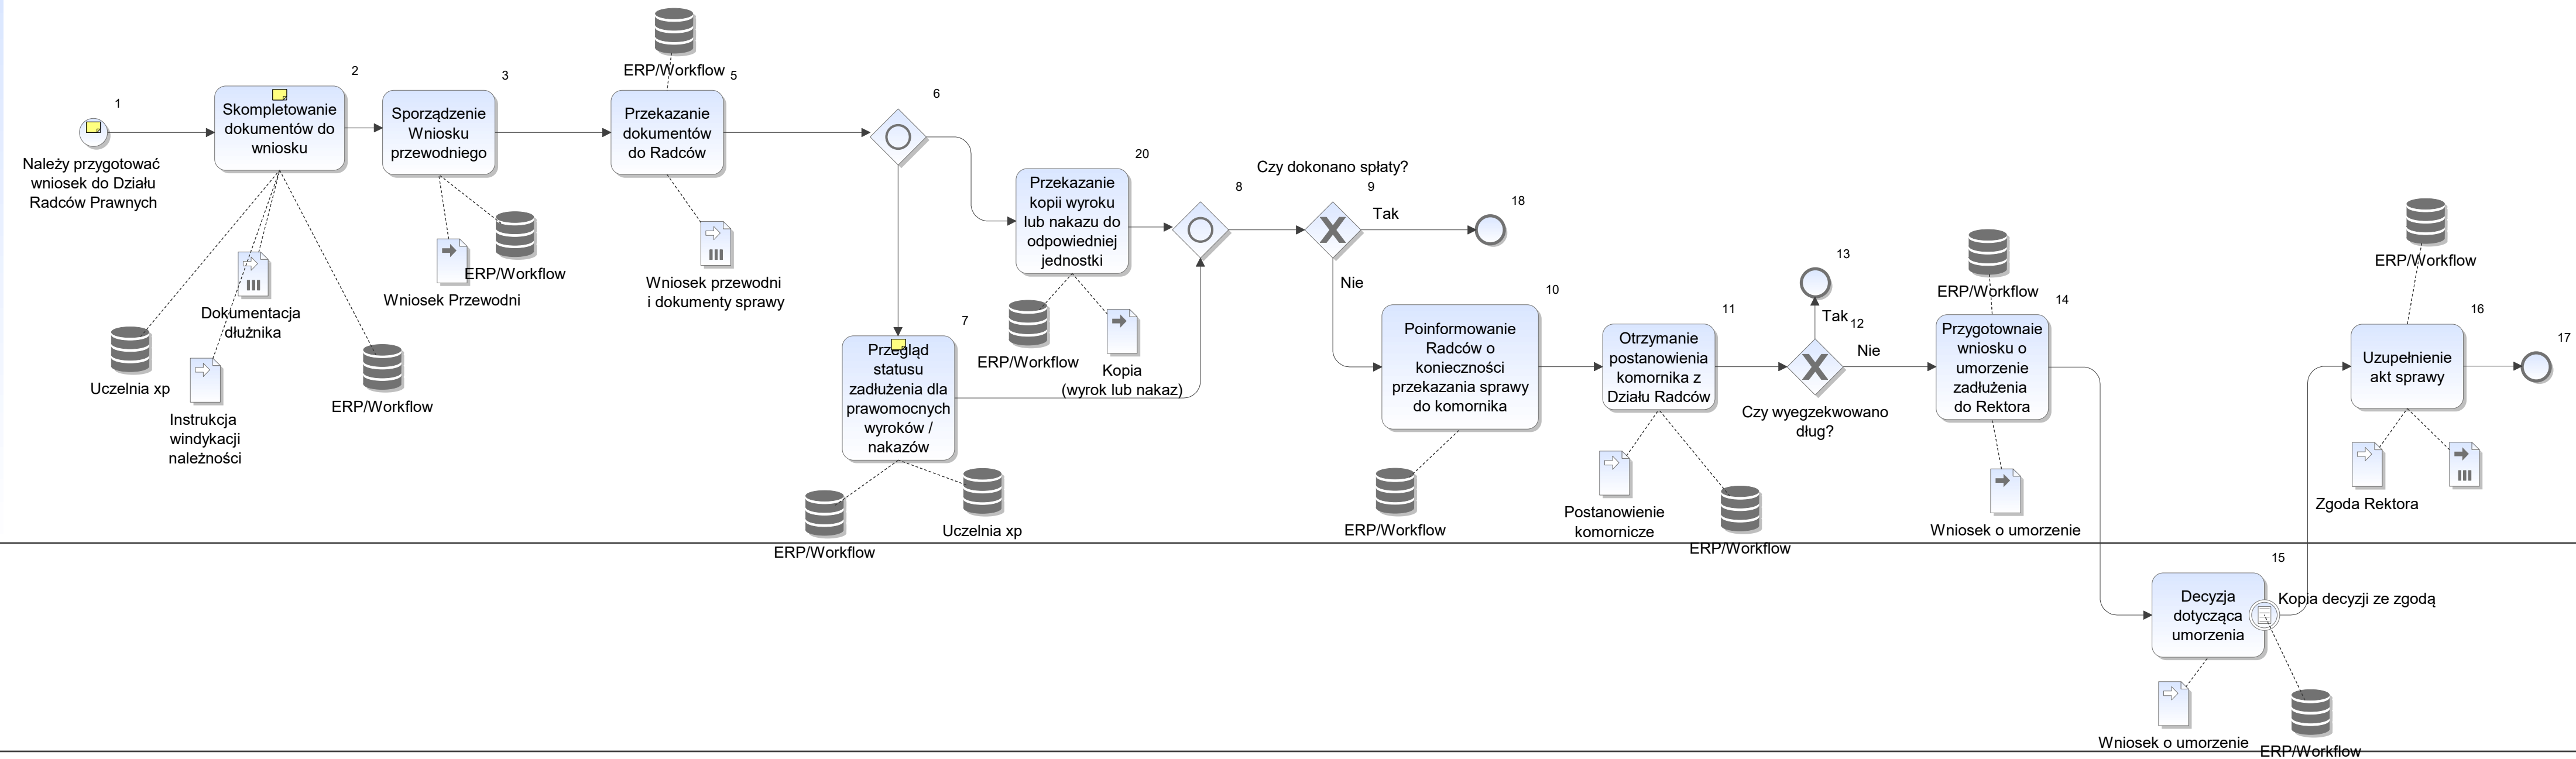 1
Należy przygotować
wniosek do Działu
Radców Prawnych
2
Skompletowanie
dokumentów do
wniosku
Uczelnia xp
Dokumentacja
dłużnika
Instrukcja
windykacji
należności
ERP/Workflow
3
Sporządzenie
Wniosku
przewodniego
Wniosek Przewodni
ERP/Workflow
ERP/Workflow
5
Przekazanie
dokumentów
do Radców
Wniosek przewodni
i dokumenty sprawy
6
20
Przekazanie
kopii wyroku
lub nakazu do
odpowiedniej
jednostki
ERP/Workflow
Kopia
(wyrok lub nakaz)
7
Przegląd
statusu
zadłużenia dla
prawomocnych
wyroków /
nakazów
ERP/Workflow
Uczelnia xp
8
Czy dokonano spłaty?
9
Tak
18
Nie
10
Poinformowanie
Radców o
konieczności
przekazania sprawy
do komornika
ERP/Workflow
11
Otrzymanie
postanowienia
komornika z
Działu Radców
Postanowienie
komornicze
ERP/Workflow
13
Tak
12
Nie
Czy wyegzekwowano
dług?
ERP/Workflow
14
Przygotownaie
wniosku o
umorzenie
zadłużenia
do Rektora
Wniosek o umorzenie
15
Decyzja
dotycząca
umorzenia
Kopia decyzji ze zgodą
Wniosek o umorzenie
ERP/Workflow
ERP/Workflow
16
Uzupełnienie
akt sprawy
Zgoda Rektora
17